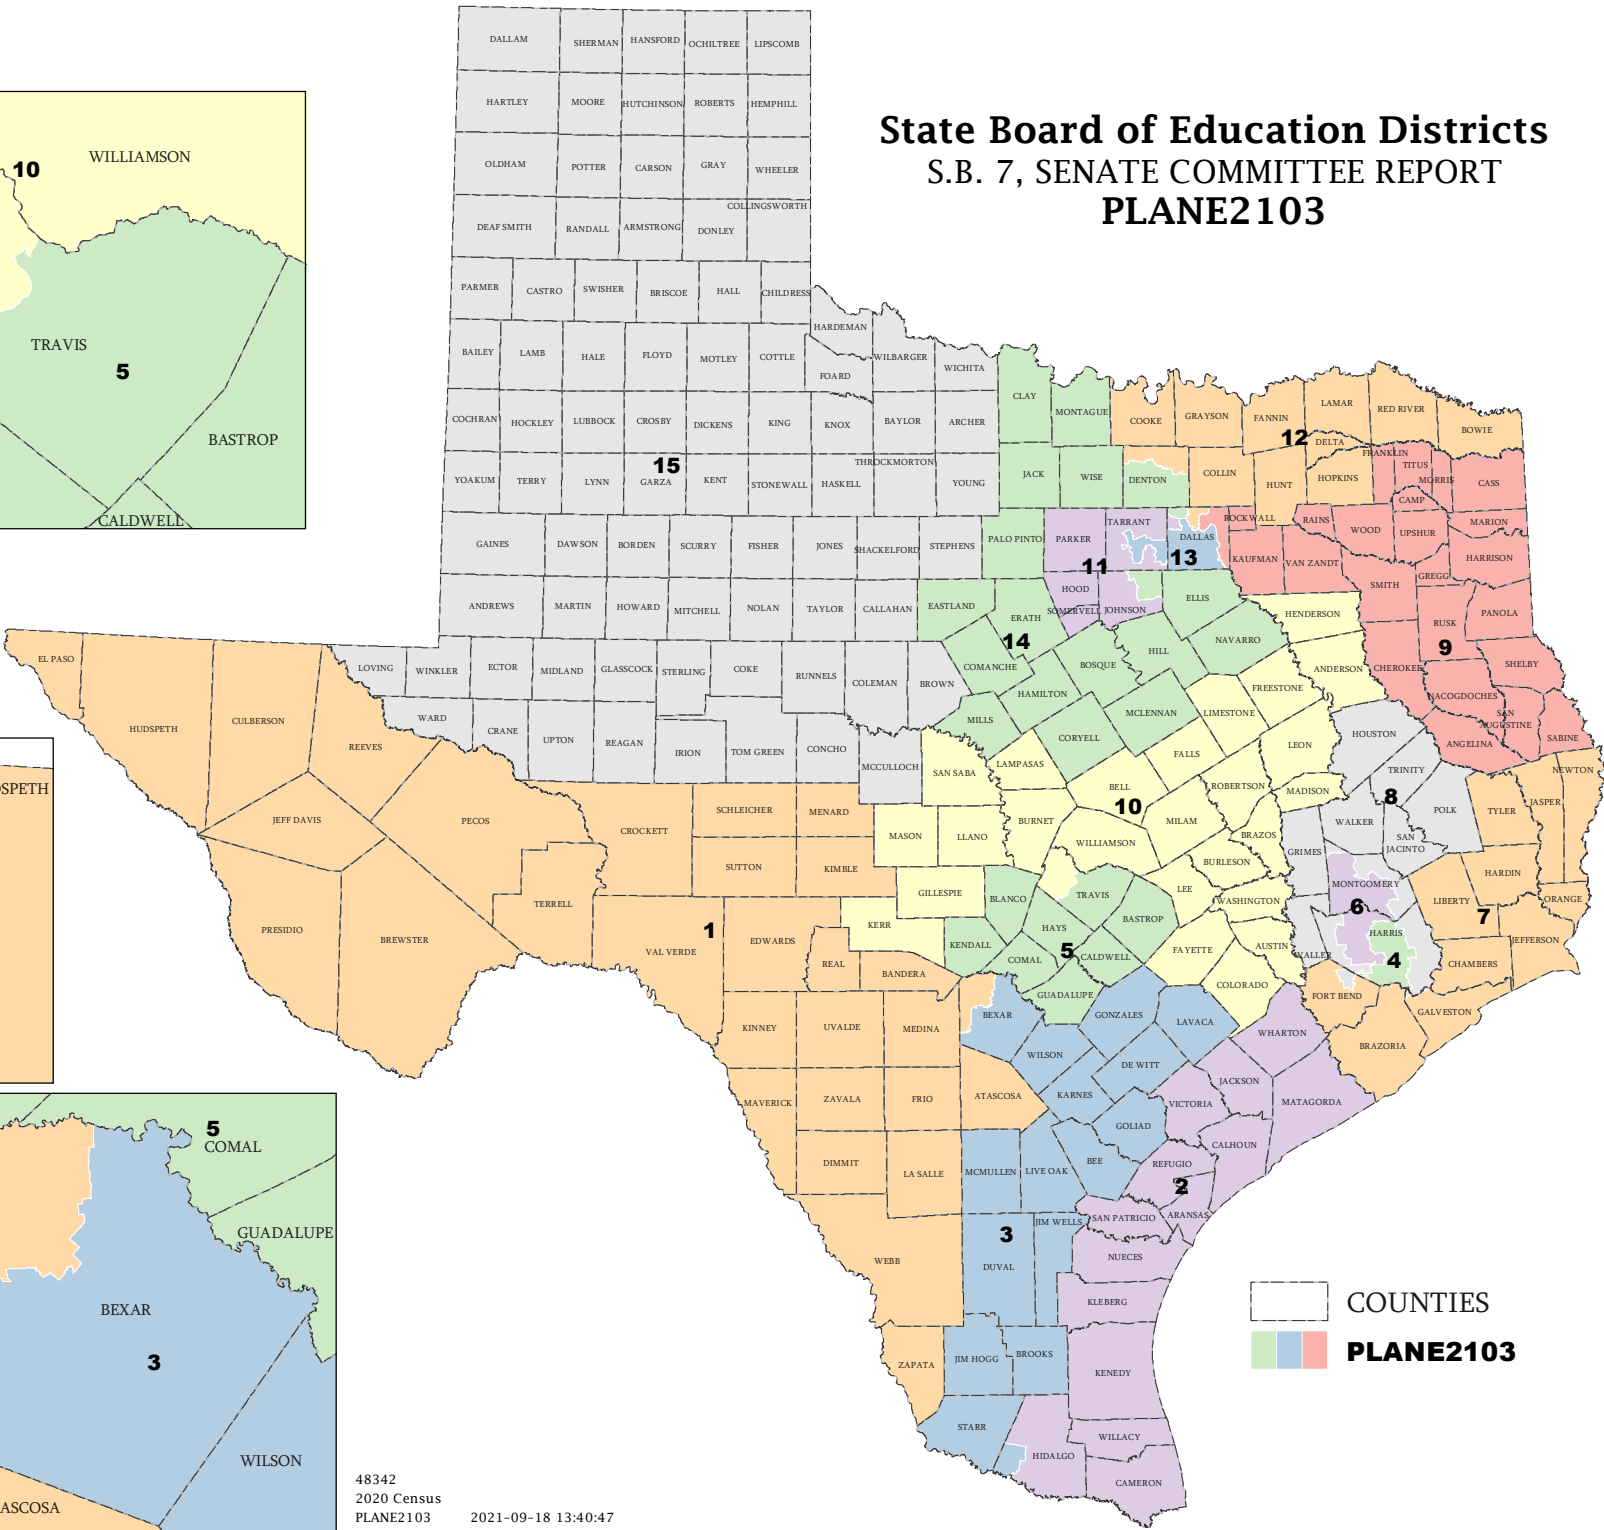 State Board of Education Districts
S.B. 7, SENATE COMMITTEE REPORT
PLANE2103
10
WILLIAMSON
TRAVIS
5
BASTROP
CALDWELL
SPETH
5
COMAL
GUADALUPE
BEXAR
3
WILSON
ASCOSA
DALLAM SHERMAN HANSFORD OCHILTREE LIPSCOMB
HARTLEY MOORE HUTCHINSON ROBERTS HEMPHILL
OLDHAM POTTER CARSON GRAY WHEELER
COLLINGSWORTH
DEAF SMITH RANDALL ARMSTRONG DONLEY
PARMER CASTRO SWISHER BRISCOE HALL CHILDRESS
HARDEMAN
BAILEY LAMB HALE FLOYD MOTLEY COTTLE FOARD WILBARGER WICHITA
CLAY MONTAGUE COOKE GRAYSON FANNIN LAMAR RED RIVER BOWIE
12
DELTA
COCHRAN HOCKLEY LUBBOCK CROSBY DICKENS KING KNOX BAYLOR ARCHER
15
THROCKMORTON
FRANKLIN TITUS MORRIS CASS
YOAKUM TERRY LYNN GARZA KENT STONEWALL HASKELL YOUNG JACK WISE DENTON COLLIN HUNT HOPKINS
CAMP
GAINES DAWSON BORDEN SCURRY FISHER JONES SHACKELFORD STEPHENS PALO PINTO PARKER TARRANT DALLAS ROCKWALL RAINS WOOD UPSHUR MARION
11
13
KAUFMAN VAN ZANDT HARRISON
SMITH GREGG
ANDREWS MARTIN HOWARD MITCHELL NOLAN TAYLOR CALLAHAN EASTLAND ERATH HOOD SOMERVELL JOHNSON ELLIS HENDERSON RUSK PANOLA
14
9
NAVARRO
EL PASO LOVING WINKLER ECTOR MIDLAND GLASSCOCK STERLING COKE RUNNELS COLEMAN BROWN COMANCHE BOSQUE HILL ANDERSON CHEROKEE SHELBY
HAMILTON FREESTONE NACOGDOCHES
HUDSPETH CULBERSON REEVES WARD CRANE UPTON REAGAN IRION TOM GREEN CONCHO MCCULLOCH MILLS CORYELL MCLENNAN LIMESTONE SAN AUGUSTINE SABINE
LEON HOUSTON ANGELINA
SAN SABA LAMPASAS FALLS TRINITY NEWTON
BELL ROBERTSON MADISON
10
8
JEFF DAVIS PECOS CROCKETT SCHLEICHER MENARD MASON LLANO BURNET MILAM BRAZOS WALKER SAN JACINTO POLK TYLER JASPER
WILLIAMSON
SUTTON KIMBLE BURLESON GRIMES
GILLESPIE BLANCO TRAVIS LEE WASHINGTON MONTGOMERY HARDIN
TERRELL LIBERTY ORANGE
6
7
PRESIDIO BREWSTER KERR HAYS BASTROP
1
VAL VERDE EDWARDS KENDALL COMAL CALDWELL FAYETTE AUSTIN WALLER HARRIS JEFFERSON
5
4
REAL BANDERA CHAMBERS
GUADALUPE COLORADO FORT BEND
KINNEY UVALDE MEDINA BEXAR GONZALES LAVACA WHARTON GALVESTON
WILSON BRAZORIA
DE WITT
MAVERICK ZAVALA FRIO ATASCOSA KARNES VICTORIA JACKSON MATAGORDA
GOLIAD
CALHOUN
DIMMIT LA SALLE MCMULLEN LIVE OAK BEE REFUGIO
2
ARANSAS
3
JIM WELLS SAN PATRICIO
WEBB DUVAL NUECES
KLEBERG
ZAPATA JIM HOGG BROOKS KENEDY
STARR HIDALGO WILLACY
CAMERON
COUNTIES
PLANE2103
48342
2020 Census
PLANE2103 2021-09-18 13:40:47